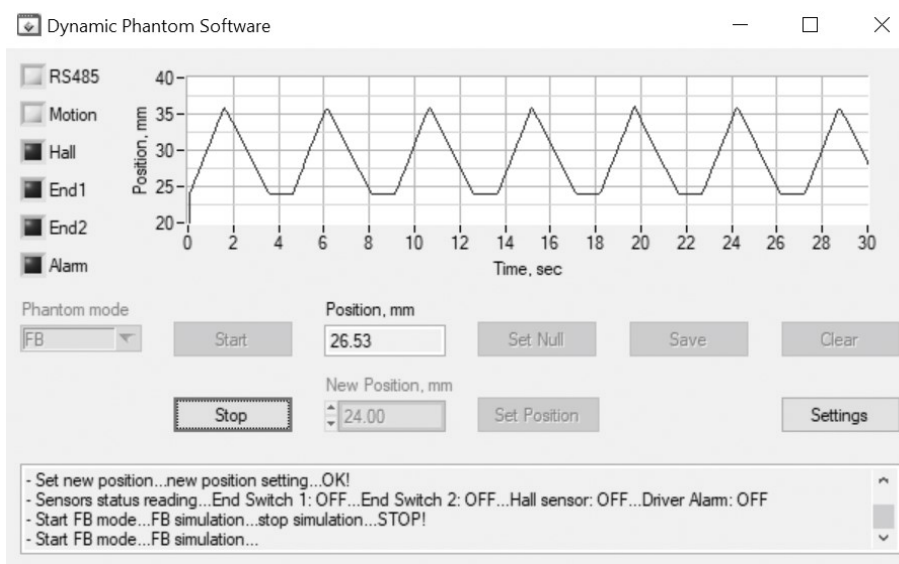 Dynamic Phantom Software
RS485
Motion
Hall
End1
End2
Alarm
Position, mm
40
35
30
25
20
0 2 4 6 8 10 12 14 16 18 20 22 24 26 28 30
Time, sec
Phantom mode
FB
Start
Position, mm
26.53
Set Null
Save
Clear
Stop
New Position, mm
24.00
Set Position
Settings
- Set new position...new position setting...OK!
- Sensors status reading...End Switch 1: OFF...End Switch 2: OFF...Hall sensor: OFF...Driver Alarm: OFF
- Start FB mode...FB simulation...stop simulation...STOP!
- Start FB mode...FB simulation...